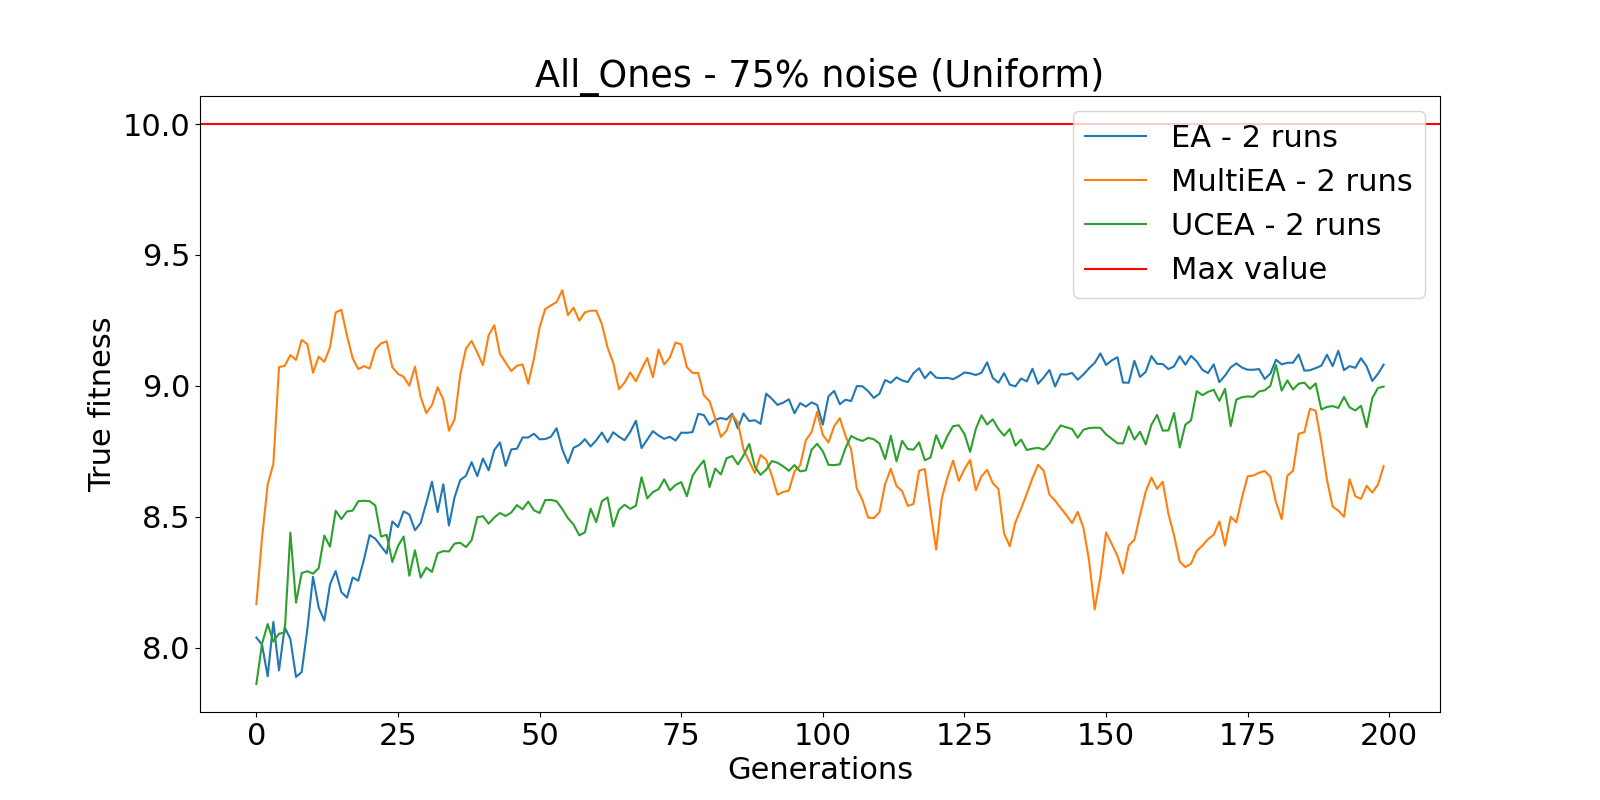 All_Ones - 75% noise (Uniform)
10.0
9.5
9.0
8.5
8.0
True fitness
EA - 2 runs
MultiEA - 2 runs
UCEA - 2 runs
Max value
0 25 50 75 100 125 150 175 200
Generations